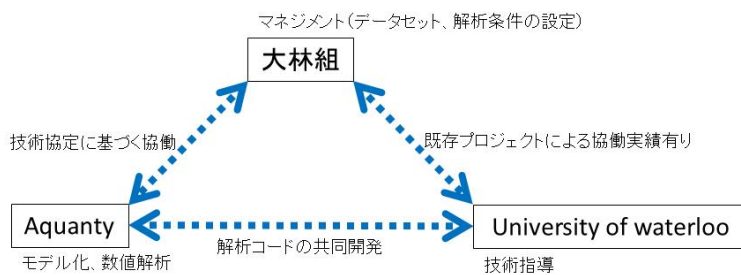 マネジメント(データセット、解析条件の設定)
大林組
技術協定に基づく協働
既存プロジェクトによる協働実績有り
Aquanty
University of waterloo
解析コードの共同開発
モデル化、数値解析
技術指導